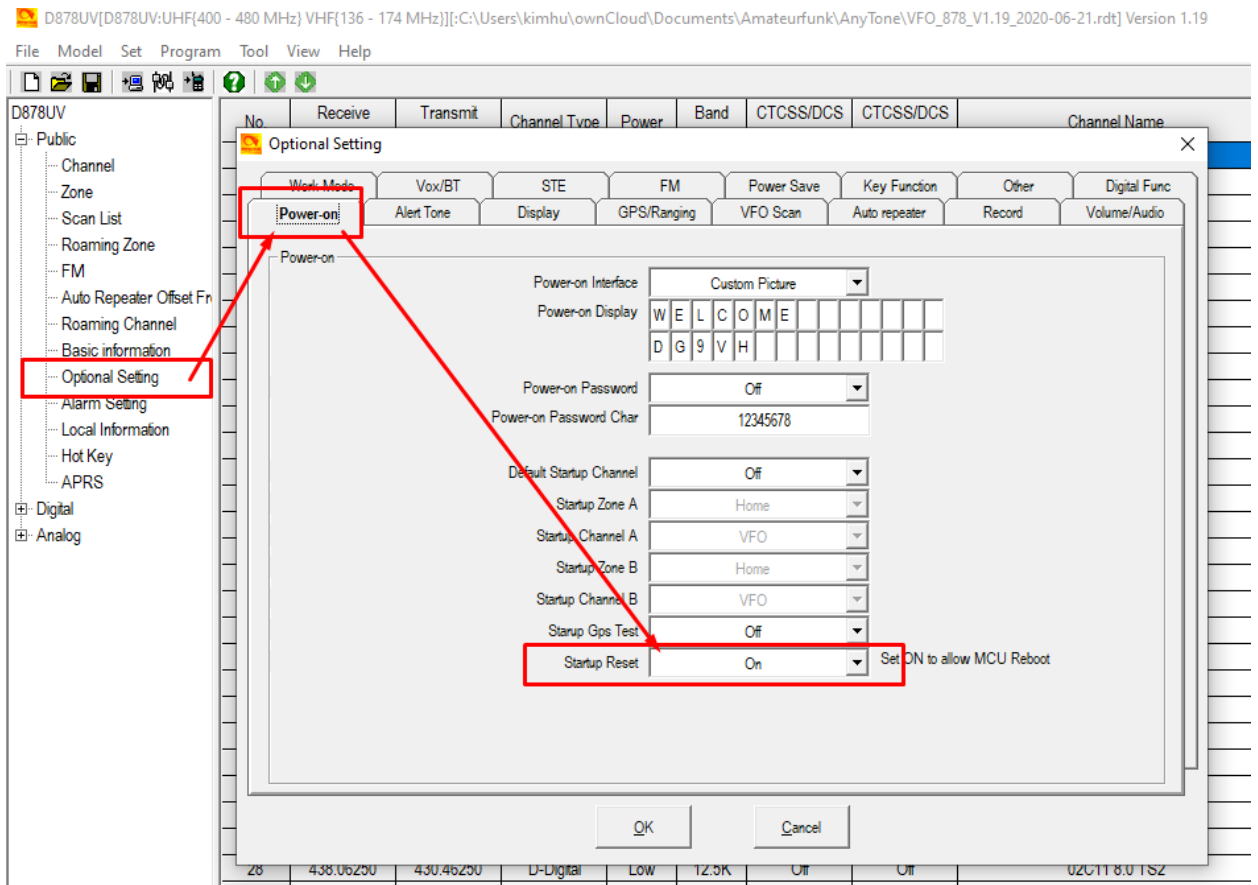 D878UV[D878UV:UHF{400 - 480 MHz} VHF{136 - 174 MHz}][:C:\Users\kimhu\ownCloud\Documents\Amateurfunk\AnyTone\VFO_878_V1.19_2020-06-21.rdt] Version 1.19
File Model Set Program Tool View Help
D878UV
Public
Channel
Zone
Scan List
Roaming Zone
FM
Auto Repeater Offset Fr
Roaming Channel
Basic information
Optional Setting
Alarm Setting
Local Information
Hot Key
APRS
Digital
Analog
No. Receive Transmit Channel Type Power Band CTCSS/DCS CTCSS/DCS Channel Name
Optional Setting
Work Mode Vox/BT STE FM Power Save Key Function Other Digital Func
Power-on Alert Tone Display GPS/Ranging VFO Scan Auto repeater Record Volume/Audio
Power-on
Power-on Interface Custom Picture
Power-on Display WELCOME
DG9VH
Power-on Password Off
Power-on Password Char 12345678
Default Startup Channel Off
Startup Zone A Home
Startup Channel A VFO
Startup Zone B Home
Startup Channel B VFO
Starup Gps Test Off
Startup Reset On Set ON to allow MCU Reboot
OK Cancel
28 438.06250 430.46250 D-Digital Low 12.5K Off Off 02C11 8.0 TS2